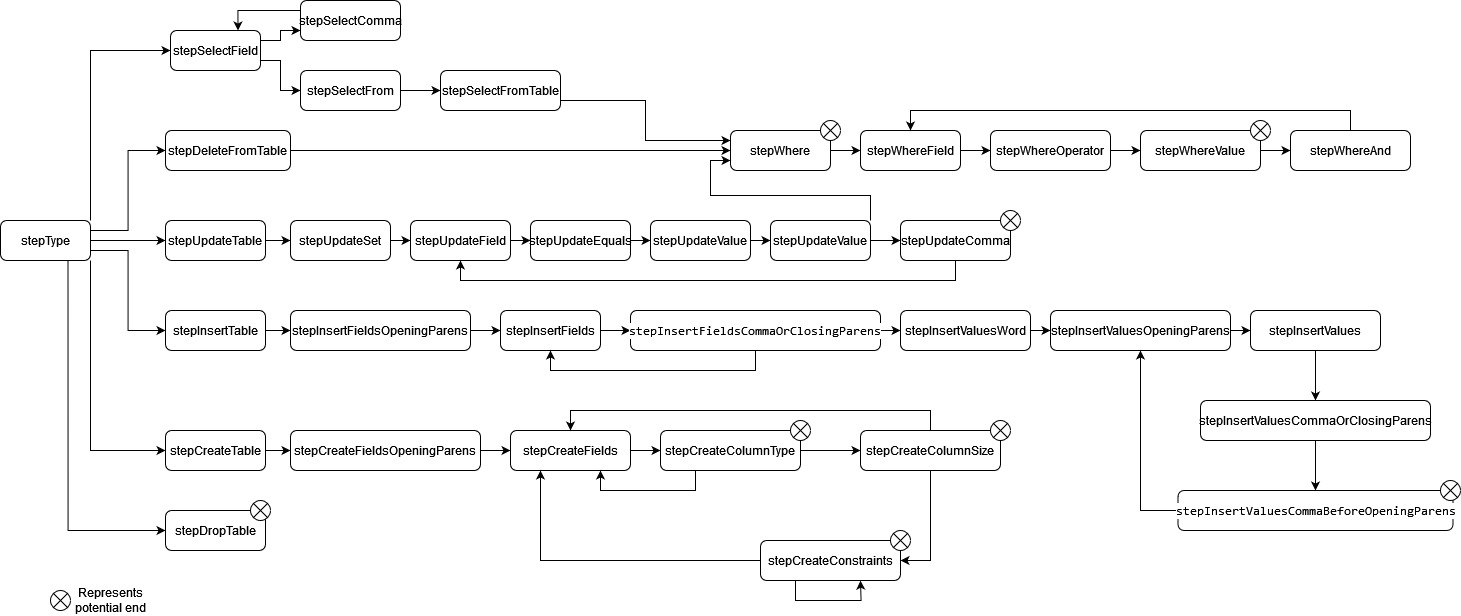 stepSelectComma
stepSelectField
stepSelectFrom
stepSelectFromTable
stepDeleteFromTable
stepWhere
stepWhereField
stepWhereOperator
stepWhereValue
stepWhereAnd
stepType
stepUpdateTable
stepUpdateSet
stepUpdateField
stepUpdateEquals
stepUpdateValue
stepUpdateValue
stepUpdateComma
stepInsertTable
stepInsertFieldsOpeningParens
stepInsertFields
stepInsertFieldsCommaOrClosingParens
stepInsertValuesWord
stepInsertValuesOpeningParens
stepInsertValues
stepInsertValuesCommaOrClosingParens
stepCreateTable
stepCreateFieldsOpeningParens
stepCreateFields
stepCreateColumnType
stepCreateColumnSize
stepInsertValuesCommaBeforeOpeningParens
stepDropTable
stepCreateConstraints
Represents
potential end